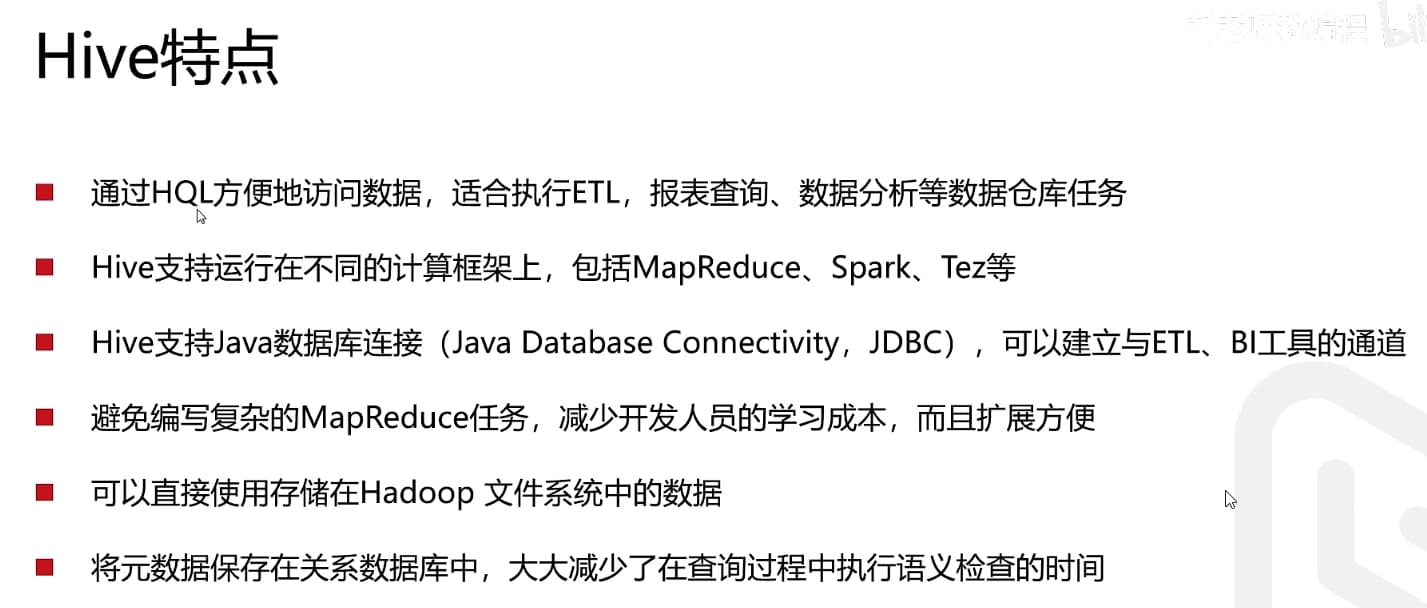 Hive特点
通过HQL方便地访问数据，适合执行ETL，报表查询、数据分析等数据仓库任务
Hive支持运行在不同的计算框架上，包括MapReduce、Spark、Tez等
Hive支持Java数据库连接（Java Database Connectivity，JDBC），可以建立与ETL、BI工具的通道
避免编写复杂的MapReduce任务，减少开发人员的学习成本，而且扩展方便
可以直接使用存储在Hadoop 文件系统中的数据
将元数据保存在关系数据库中，大大减少了在查询过程中执行语义检查的时间